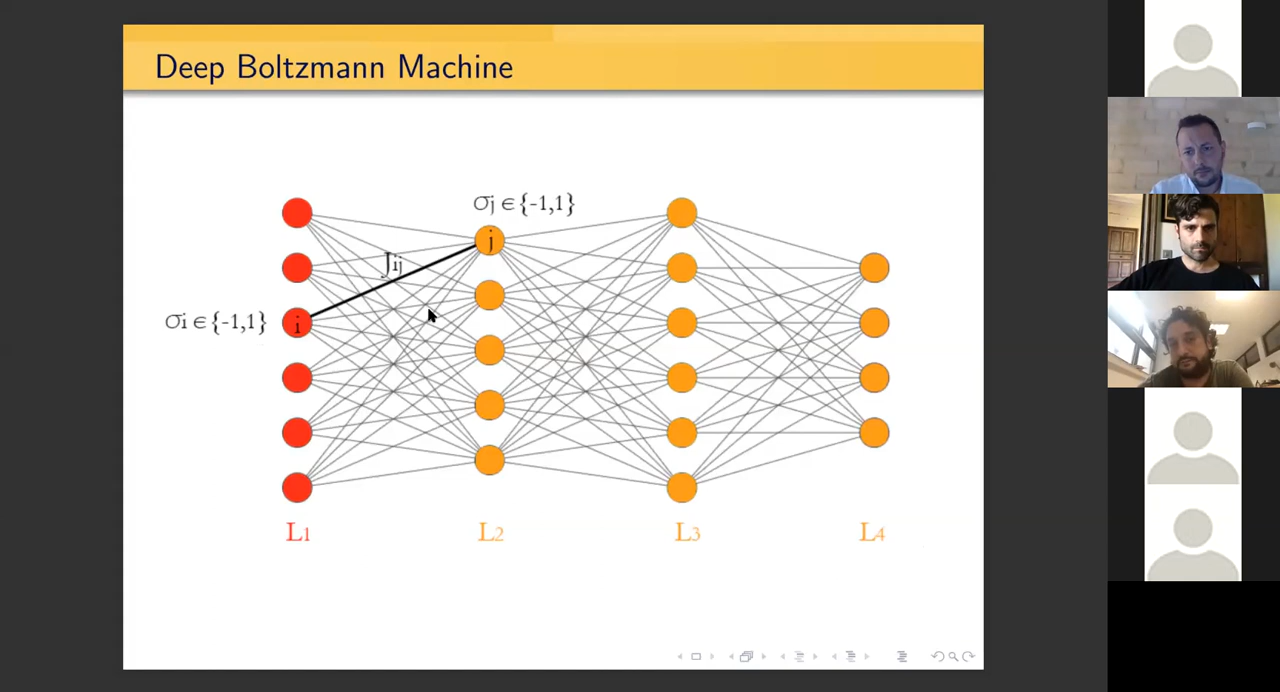 Deep Boltzmann Machine
σj ∈ {-1,1}
j
Jij
σi ∈ {-1,1}
i
L1 L2 L3 L4